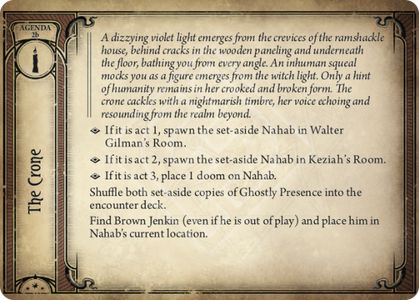 AGENDA
2b
The Crone
A dizzying violet light emerges from the crevices of the ramshackle
house, behind cracks in the wooden paneling and underneath
the floor, bathing you from every angle. An inhuman squeal
mocks you as a figure emerges from the witch light. Only a hint
of humanity remains in her crooked and broken form. The
crone cackles with a nightmarish timbre, her voice echoing and
resounding from the realm beyond.
If it is act 1, spawn the set-aside Nahab in Walter
Gilman's Room.
If it is act 2, spawn the set-aside Nahab in Keziah's Room.
If it is act 3, place 1 doom on Nahab.
Shuffle both set-aside copies of Ghostly Presence into the
encounter deck.
Find Brown Jenkin (even if he is out of play) and place him in
Nahab's current location.